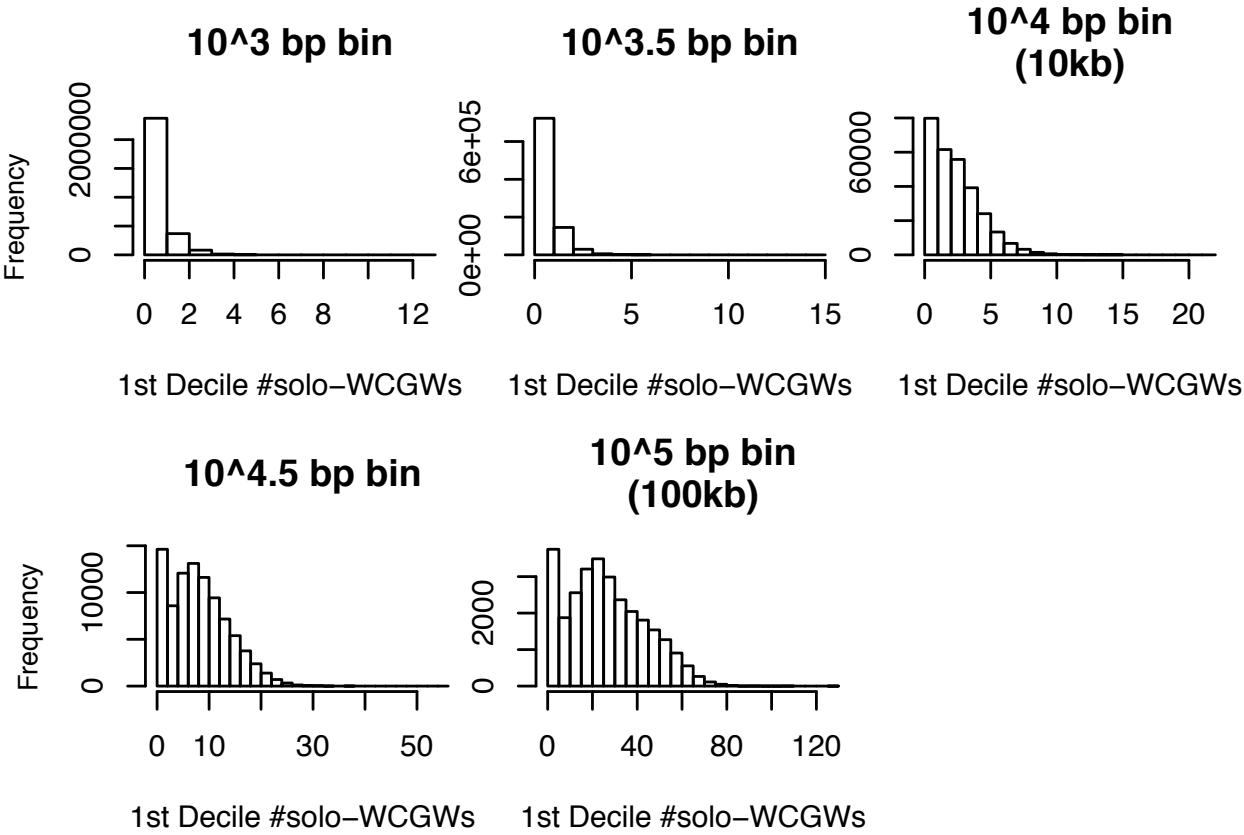 10^3 bp bin
Frequency
0
2000000
0 2 4 6 8 12
1st Decile #solo−WCGWs
10^3.5 bp bin
0e+00
6e+05
0 5 10 15
1st Decile #solo−WCGWs
10^4 bp bin
(10kb)
0
60000
0 5 10 15 20
1st Decile #solo−WCGWs
10^4.5 bp bin
Frequency
0
10000
0 10 30 50
1st Decile #solo−WCGWs
10^5 bp bin
(100kb)
0
2000
0 40 80 120
1st Decile #solo−WCGWs